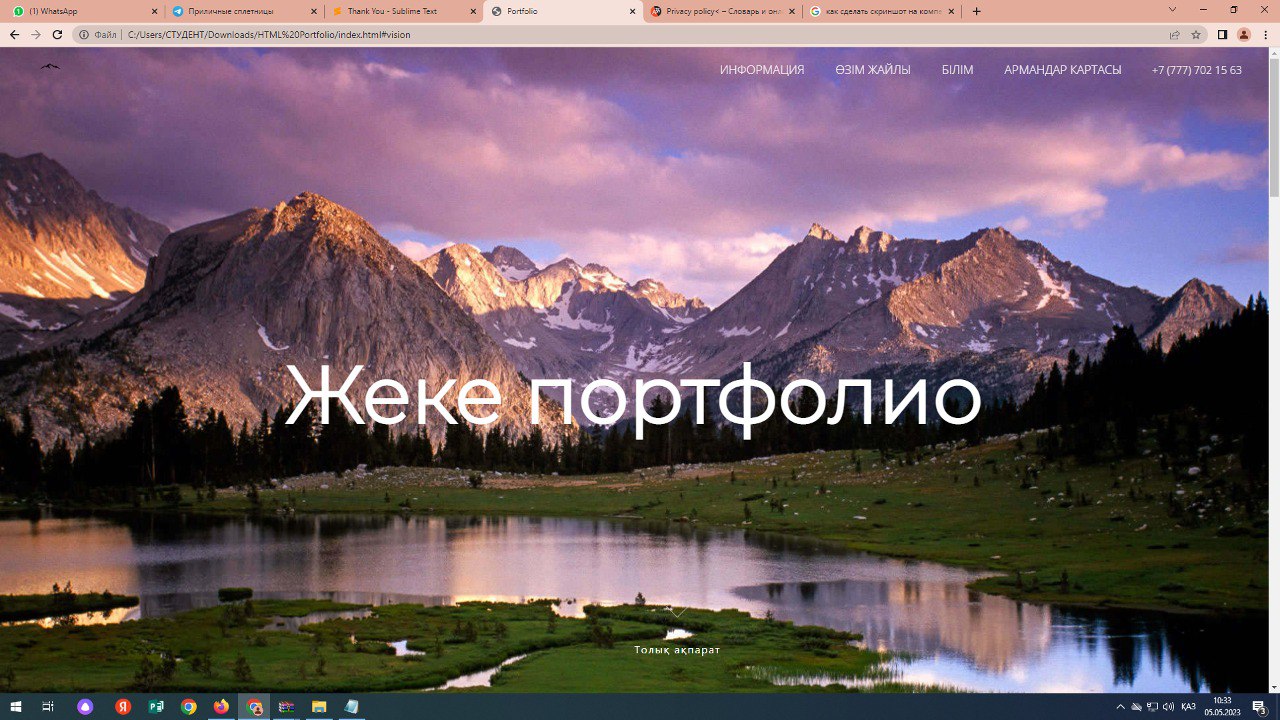 (1) WhatsApp
Приличные сплетницы
Thank You - Sublime Text
Portfolio
Privacy policy< – Словарь и онл
как сделать скриншот на компь
Файл | C:/Users/СТУДЕНТ/Downloads/HTML%20Portfolio/index.html#vision
ИНФОРМАЦИЯ
ӨЗІМ ЖАЙЛЫ
БІЛІМ
АРМАНДАР КАРТАСЫ
+7 (777) 702 15 63
Жеке портфолио
Толық ақпарат
ҚАЗ
10:33
05.05.2023